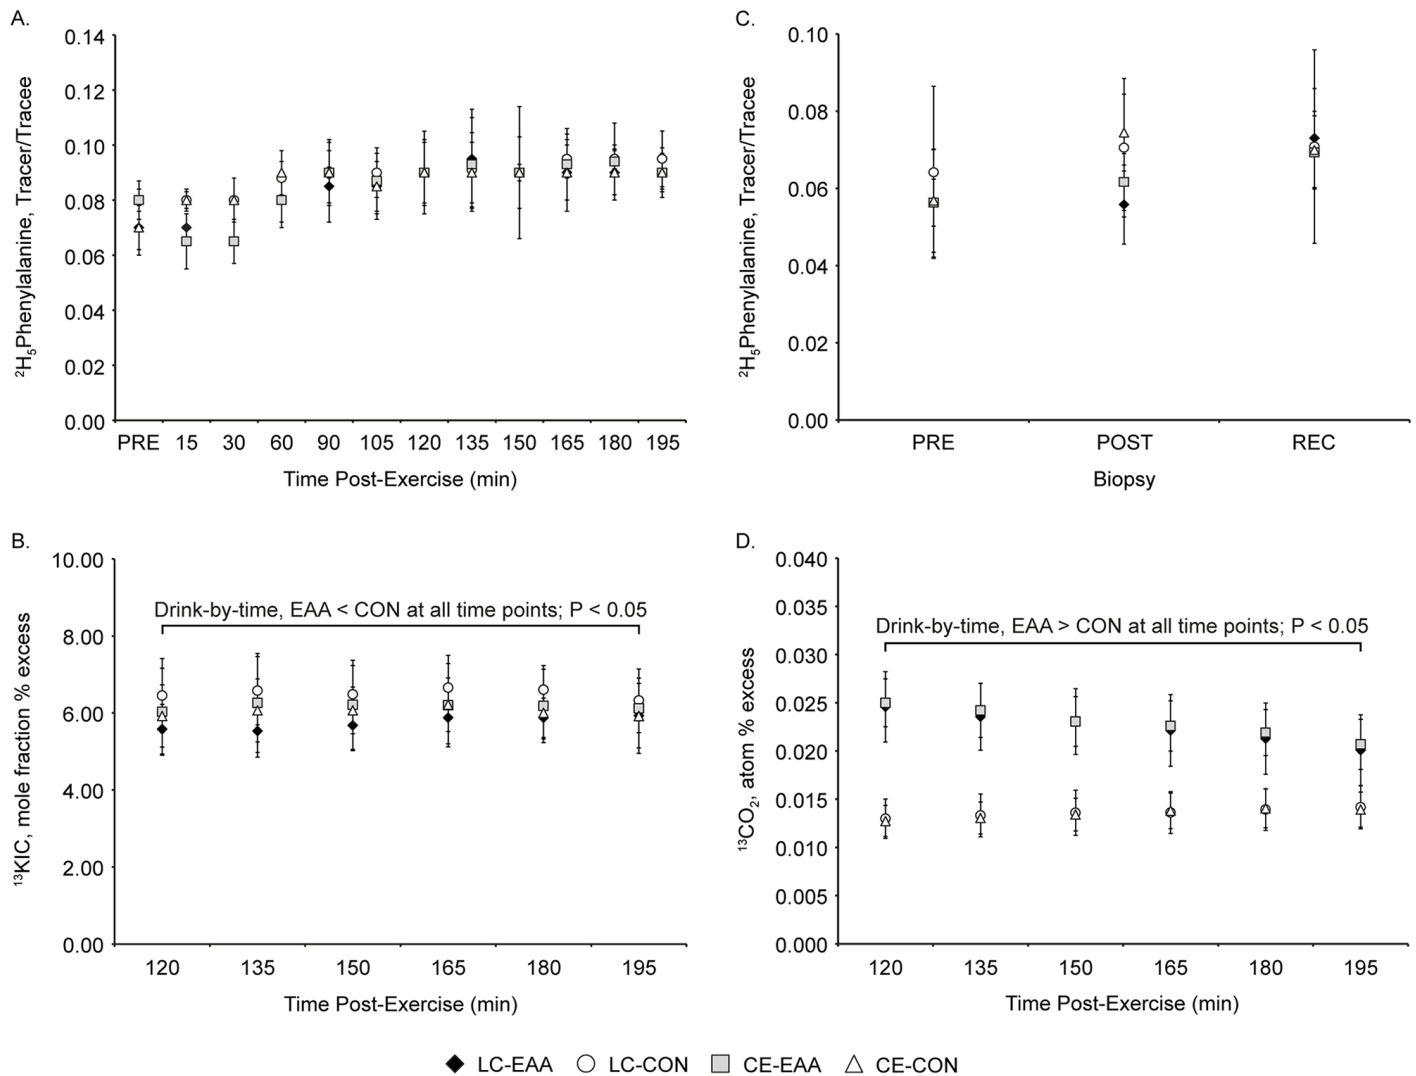 A.
0.14
0.12
0.10
0.08
0.06
0.04
0.02
0.00
²H₅Phenylalanine, Tracer/Tracee
PRE 15 30 60 90 105 120 135 150 165 180 195
Time Post-Exercise (min)
C.
0.10
0.08
0.06
0.04
0.02
0.00
²H₅Phenylalanine, Tracer/Tracee
PRE POST REC
Biopsy
B.
10.00
8.00
6.00
4.00
2.00
0.00
¹³KIC, mole fraction % excess
Drink-by-time, EAA < CON at all time points; P < 0.05
120 135 150 165 180 195
Time Post-Exercise (min)
D.
0.040
0.035
0.030
0.025
0.020
0.015
0.010
0.005
0.000
¹³CO₂, atom % excess
Drink-by-time, EAA > CON at all time points; P < 0.05
120 135 150 165 180 195
Time Post-Exercise (min)
LC-EAA LC-CON CE-EAA CE-CON